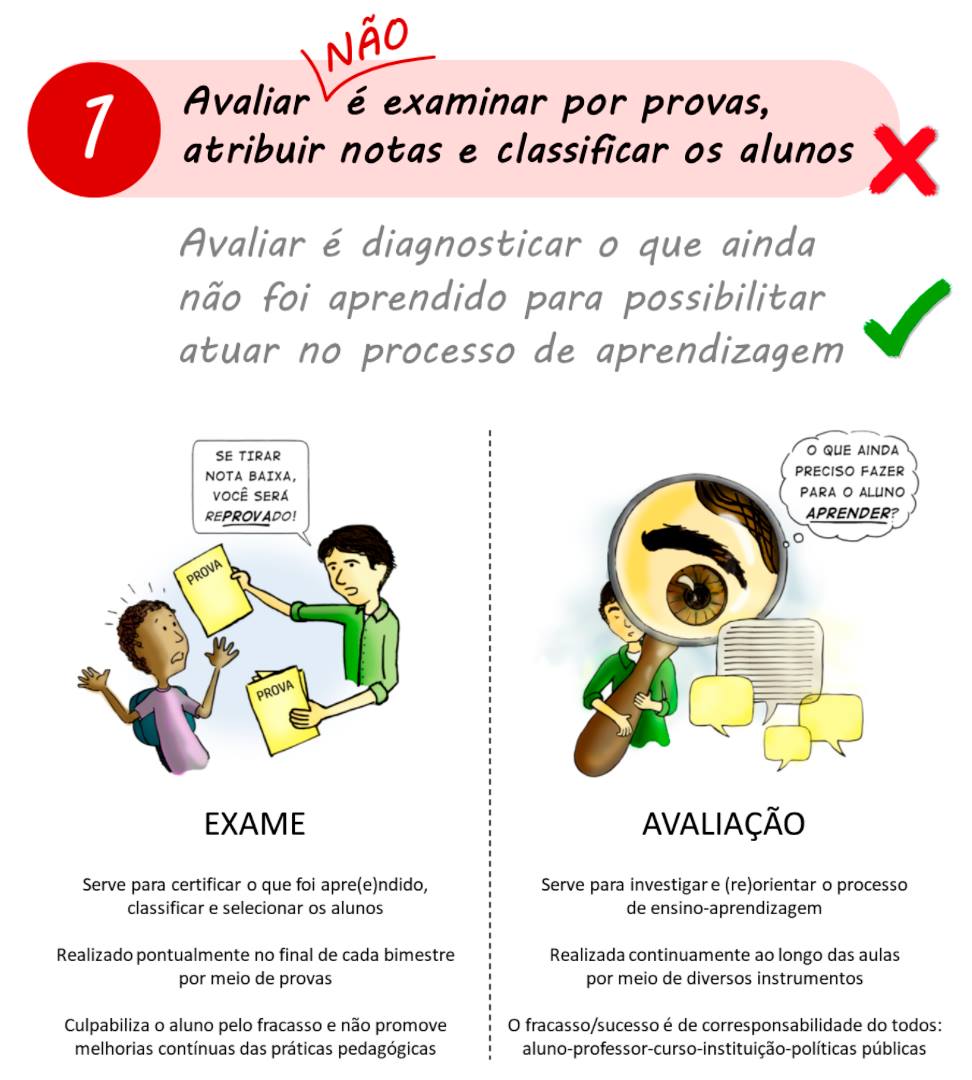 NÃO
1
Avaliar é examinar por provas,
atribuir notas e classificar os alunos
Avaliar é diagnosticar o que ainda
não foi aprendido para possibilitar
atuar no processo de aprendizagem
SE TIRAR
NOTA BAIXA,
VOCÊ SERÁ
REPROVADO!
PROVA
PROVA
O QUE AINDA
PRECISO FAZER
PARA O ALUNO
APRENDER?
EXAME
Serve para certificar o que foi apre(e)ndido,
classificar e selecionar os alunos
Realizado pontualmente no final de cada bimestre
por meio de provas
Culpabiliza o aluno pelo fracasso e não promove
melhorias contínuas das práticas pedagógicas
AVALIAÇÃO
Serve para investigar e (re)orientar o processo
de ensino-aprendizagem
Realizada continuamente ao longo das aulas
por meio de diversos instrumentos
O fracasso/sucesso é de corresponsabilidade do todos:
aluno-professor-curso-instituição-políticas públicas